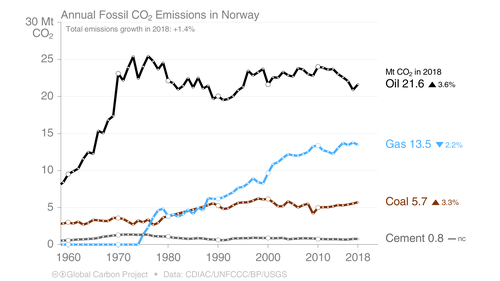 Annual Fossil CO₂ Emissions in Norway
30 Mt
CO₂
Total emissions growth in 2018: +1.4%
25
20
15
10
5
0
Mt CO₂ in 2018
Oil 21.6 ▲ 3.6%
Gas 13.5 ▼ 2.2%
Coal 5.7 ▲ 3.3%
Cement 0.8 — nc
1960 1970 1980 1990 2000 2010 2018
Global Carbon Project • Data: CDIAC/UNFCCC/BP/USGS